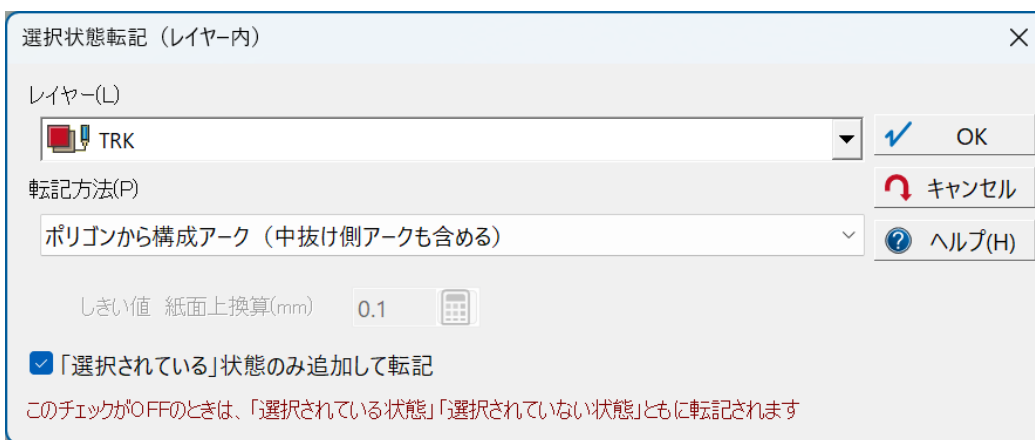 選択状態転記（レイヤー内）
レイヤー(L)
TRK
OK
転記方法(P)
キャンセル
ポリゴンから構成アーク（中抜け側アークも含める）
ヘルプ(H)
しきい値 紙面上換算(mm) 0.1
「選択されている」状態のみ追加して転記
このチェックがOFFのときは、「選択されている状態」「選択されていない状態」ともに転記されます